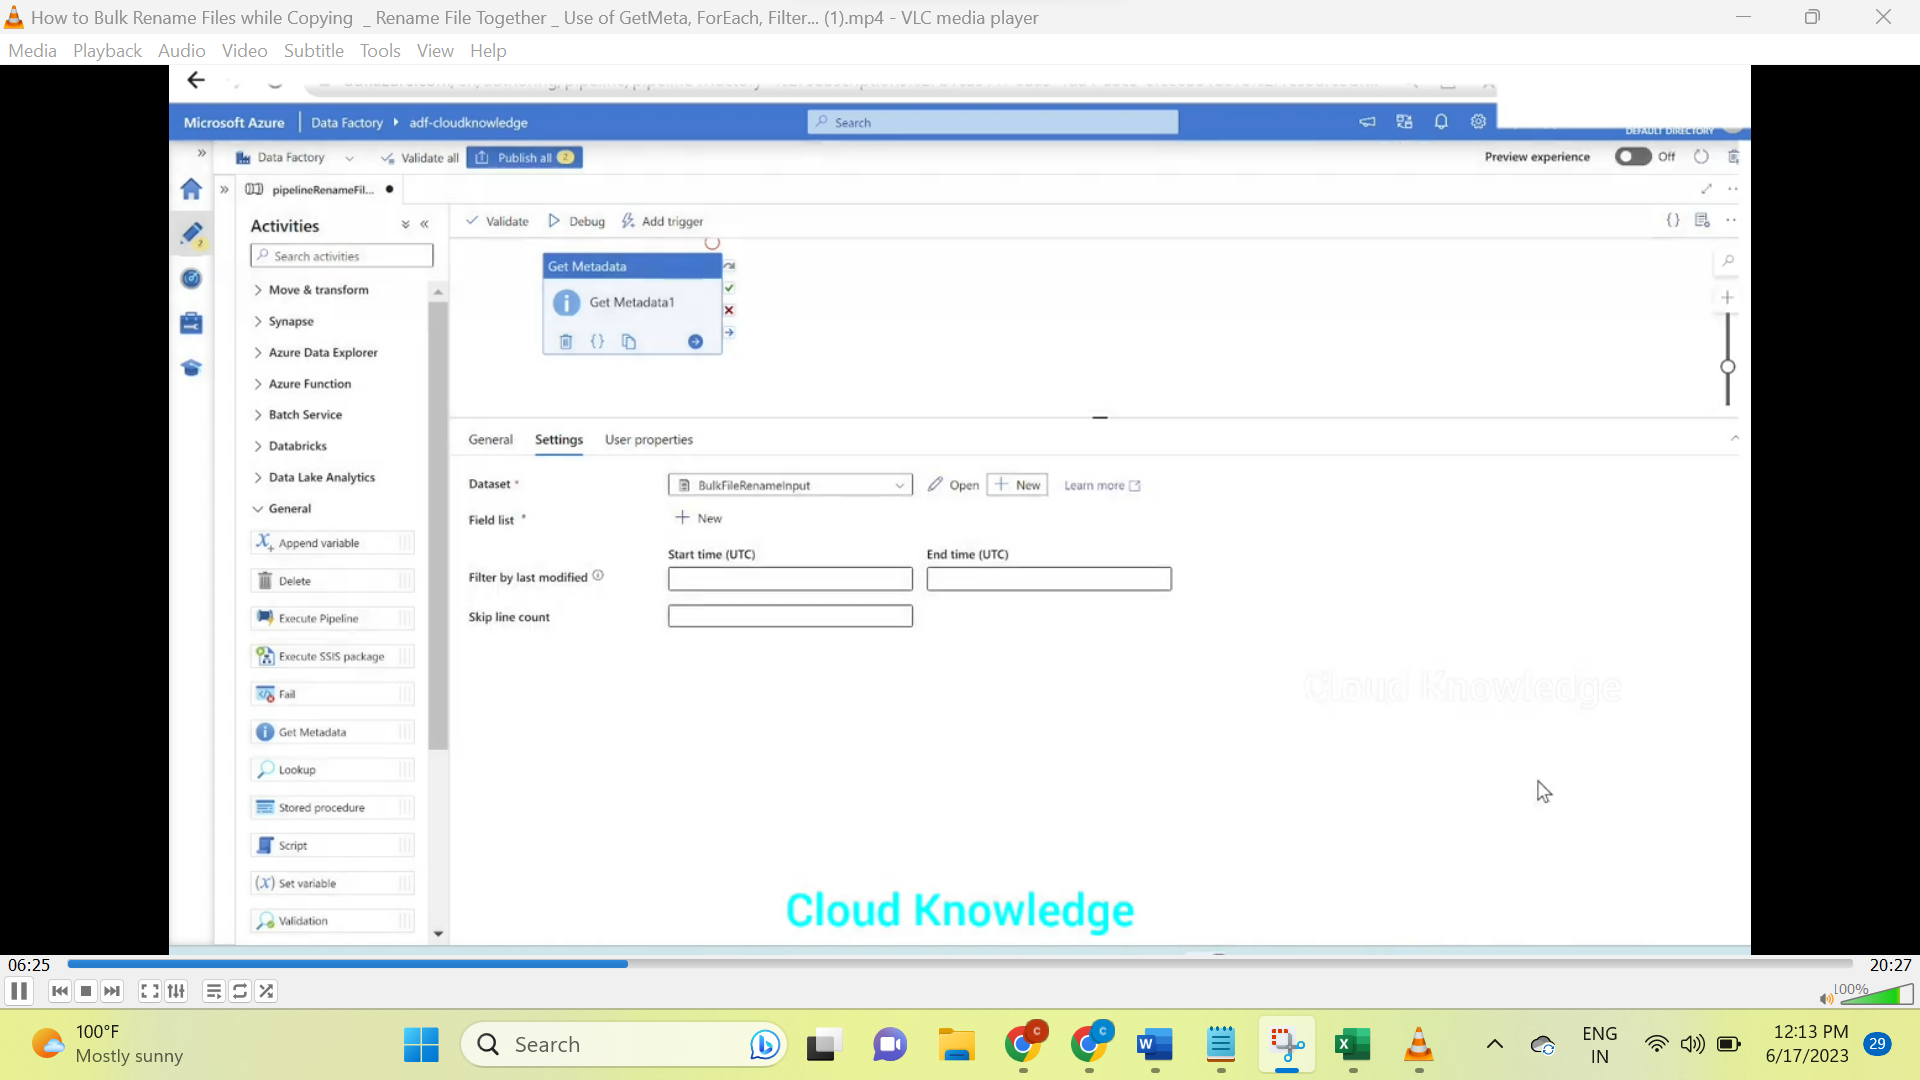 How to Bulk Rename Files while Copying _ Rename File Together _ Use of GetMeta, ForEach, Filter... (1).mp4 - VLC media player
Media Playback Audio Video Subtitle Tools View Help
Microsoft Azure Data Factory adf-cloudknowledge
Search
DEFAULT DIRECTORY
Data Factory Validate all Publish all 2
Preview experience Off
pipelineRenameFil...
Activities
Validate Debug Add trigger
{}
Search activities
2
Get Metadata
Get Metadata1
{}
Move & transform
Synapse
Azure Data Explorer
Azure Function
Batch Service
Databricks
Data Lake Analytics
General
Append variable
Delete
Execute Pipeline
Execute SSIS package
Fail
Get Metadata
Lookup
Stored procedure
Script
(x) Set variable
Validation
General Settings User properties
Dataset * BulkFileRenameInput Open New Learn more
Field list * New
Start time (UTC) End time (UTC)
Filter by last modified
Skip line count
Cloud Knowledge
Cloud Knowledge
06:25 20:27
100%
100°F
Mostly sunny
Search
ENG
IN
12:13 PM
6/17/2023
29